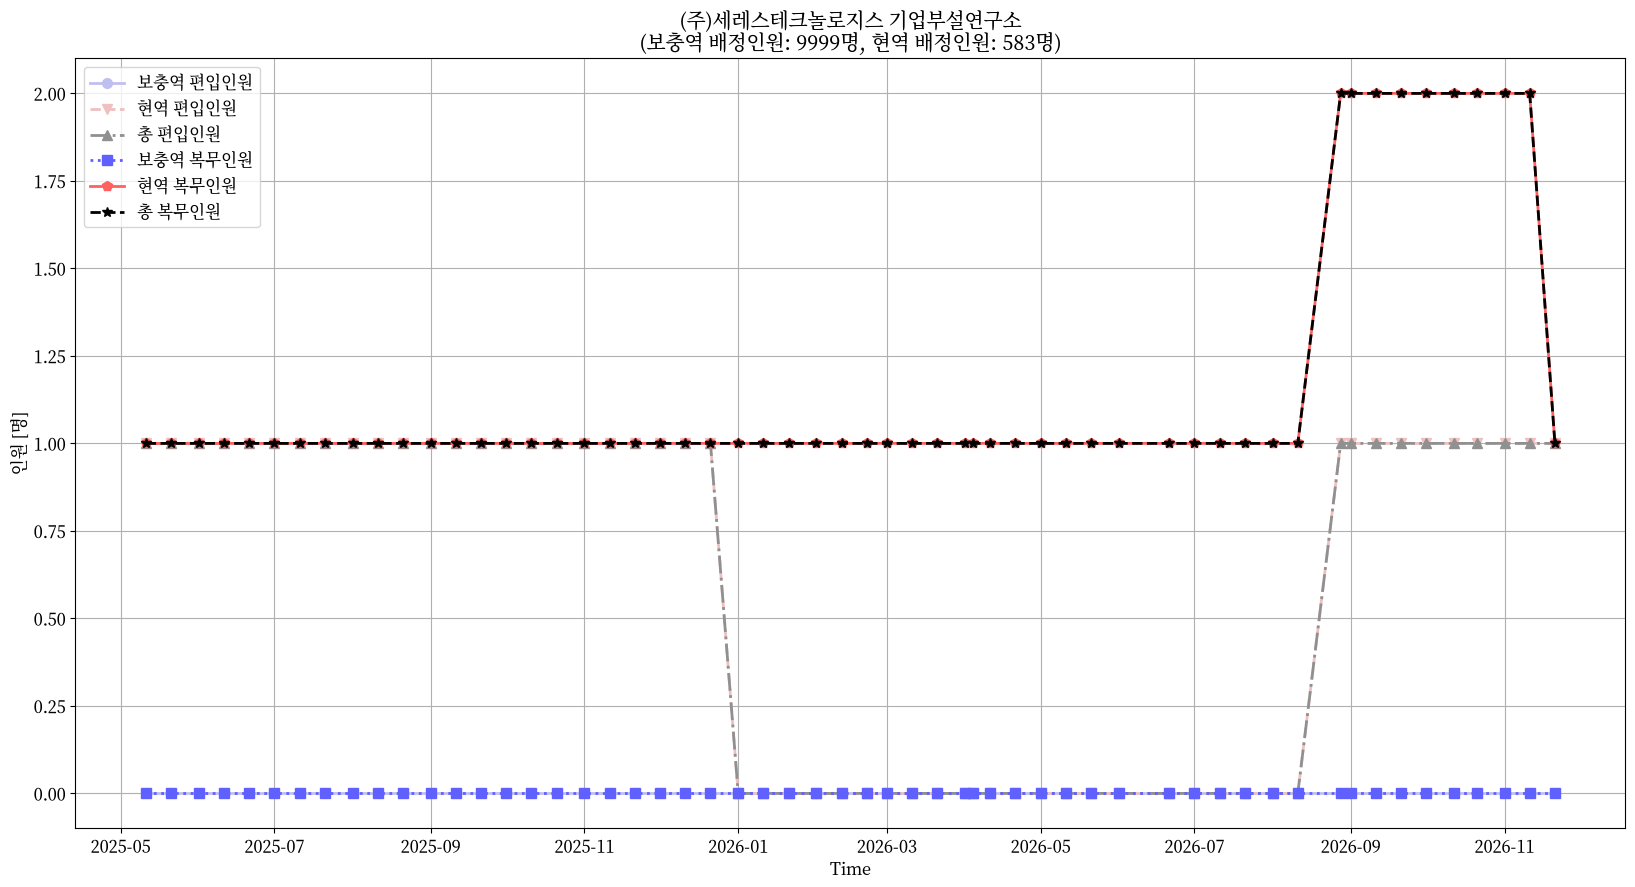 (주)세레스테크놀로지스 기업부설연구소
(보충역 배정인원: 9999명, 현역 배정인원: 583명)
보충역 편입인원
현역 편입인원
총 편입인원
보충역 복무인원
현역 복무인원
총 복무인원
2.00
1.75
1.50
1.25
1.00
0.75
0.50
0.25
0.00
인원 [명]
2025-05
2025-07
2025-09
2025-11
2026-01
2026-03
2026-05
2026-07
2026-09
2026-11
Time